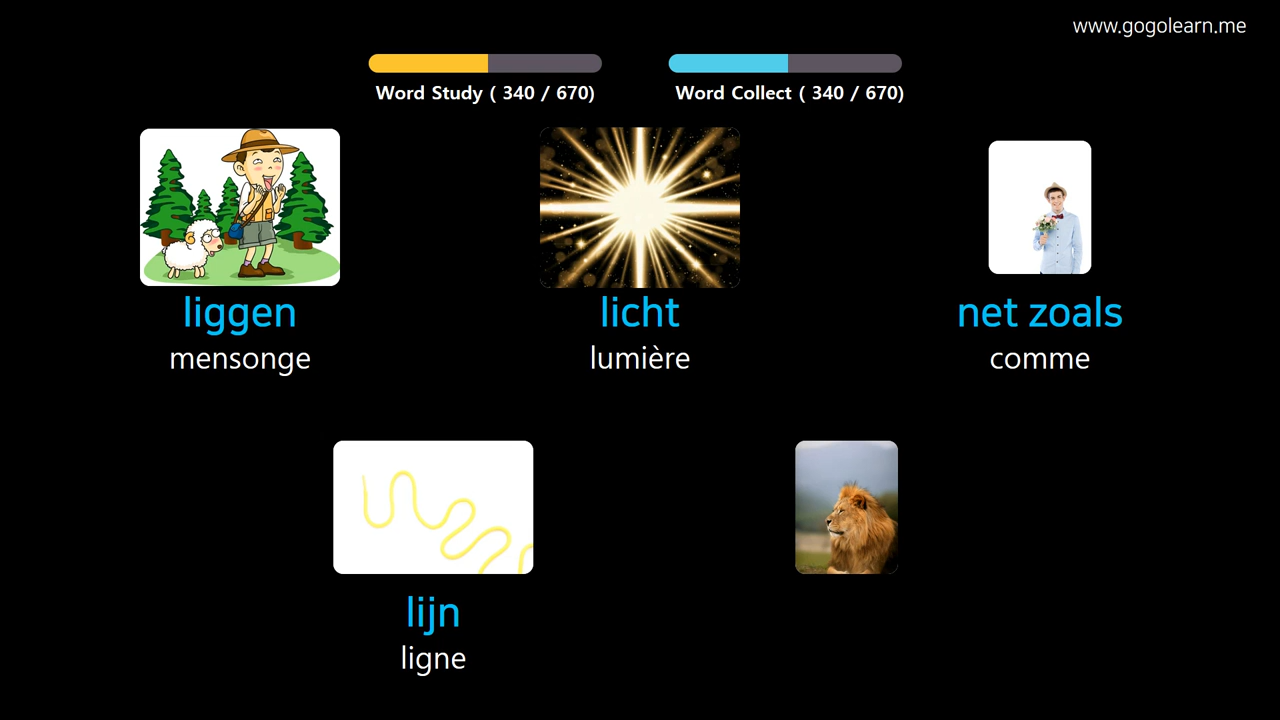 www.gogolearn.me
Word Study ( 340 / 670)
Word Collect ( 340 / 670)
liggen
mensonge
licht
lumière
net zoals
comme
lijn
ligne